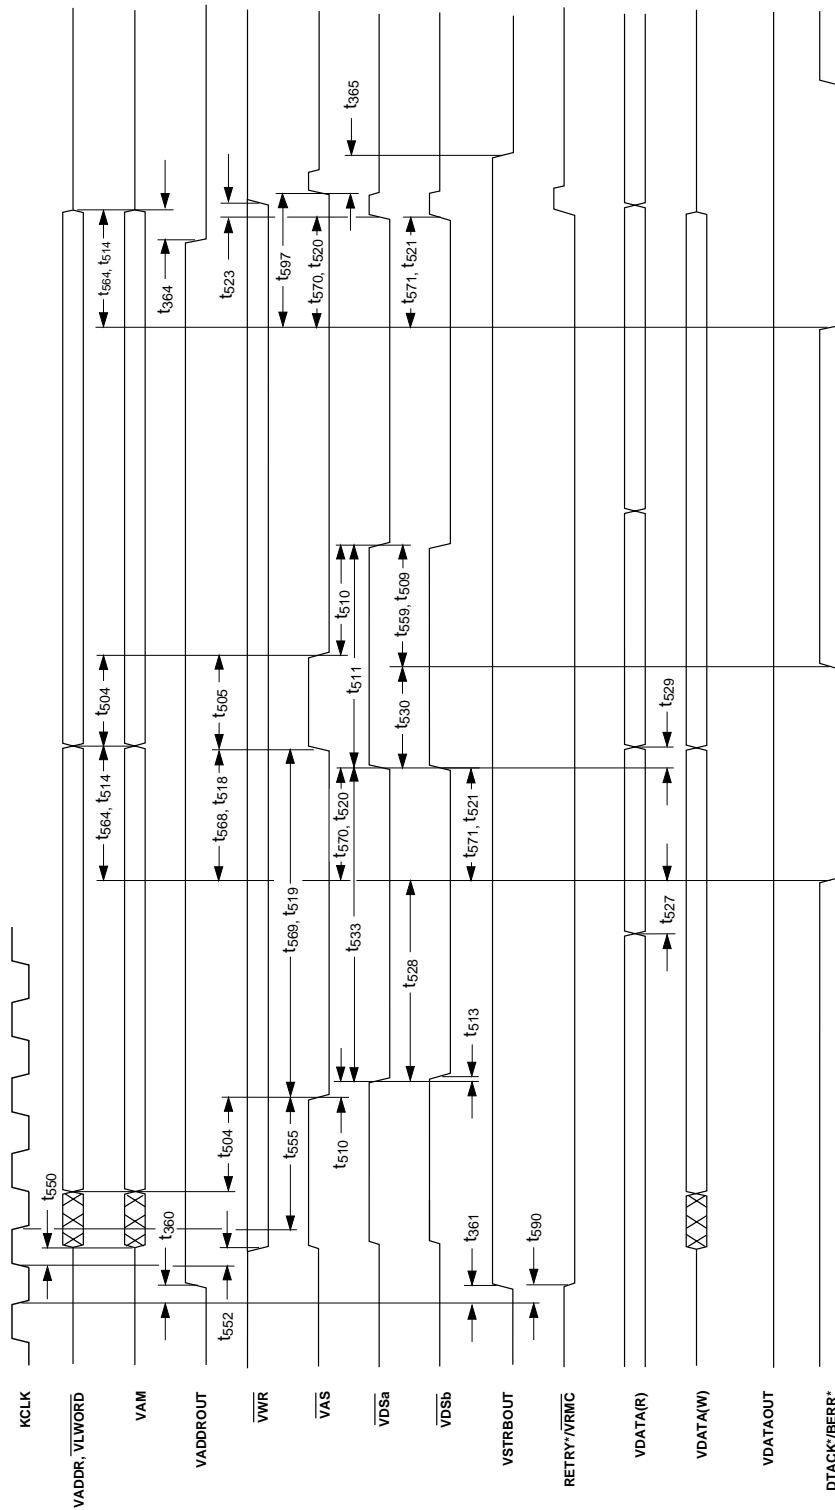 KCLK
t550
VADDR, VLWORD
t564, t514
t504
t564, t514
VAM
t360
t364
VADDROUT
t552
t504
t568, t518
t505
t523
VWR
t555
t569, t519
t597
VAS
t570, t520
t510
t570, t520
t510
t533
t511
t365
VDSa
t528
t530
t559, t509
t571, t521
VDSb
t361
t513
t571, t521
VSTRBOUT
t590
RETRY*/VRMC
VDATA(R)
t527
t529
VDATA(W)
VDATAOUT
DTACK*/BERR*